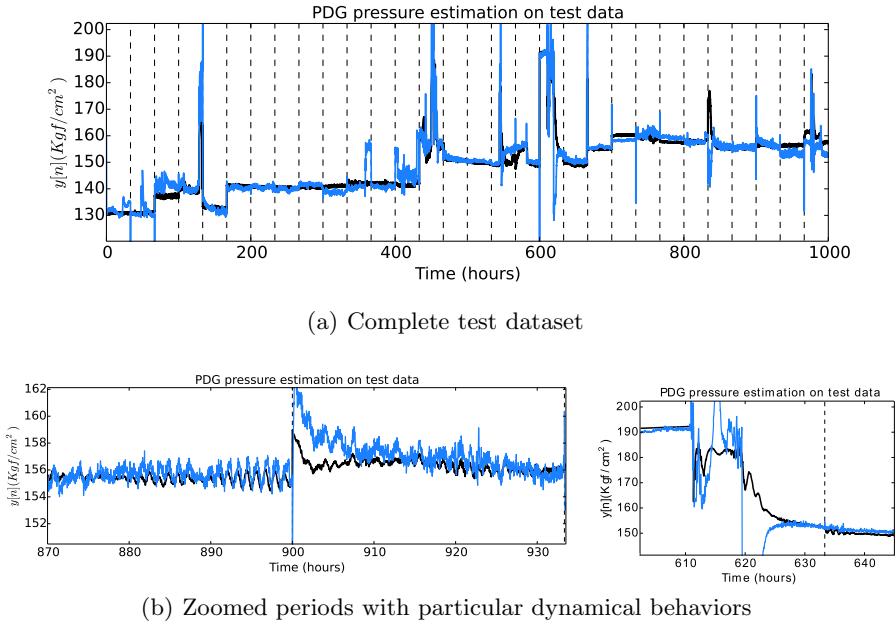 PDG pressure estimation on test data
y[n](Kgf/cm²)
200
190
180
170
160
150
140
130
0 200 400 600 800 1000
Time (hours)
(a) Complete test dataset
PDG pressure estimation on test data
y[n](Kgf/cm²)
162
160
158
156
154
152
870 880 890 900 910 920 930
Time (hours)
PDG pressure estimation on test data
y[n](Kgf/cm²)
200
190
180
170
160
150
610 620 630 640
Time (hours)
(b) Zoomed periods with particular dynamical behaviors